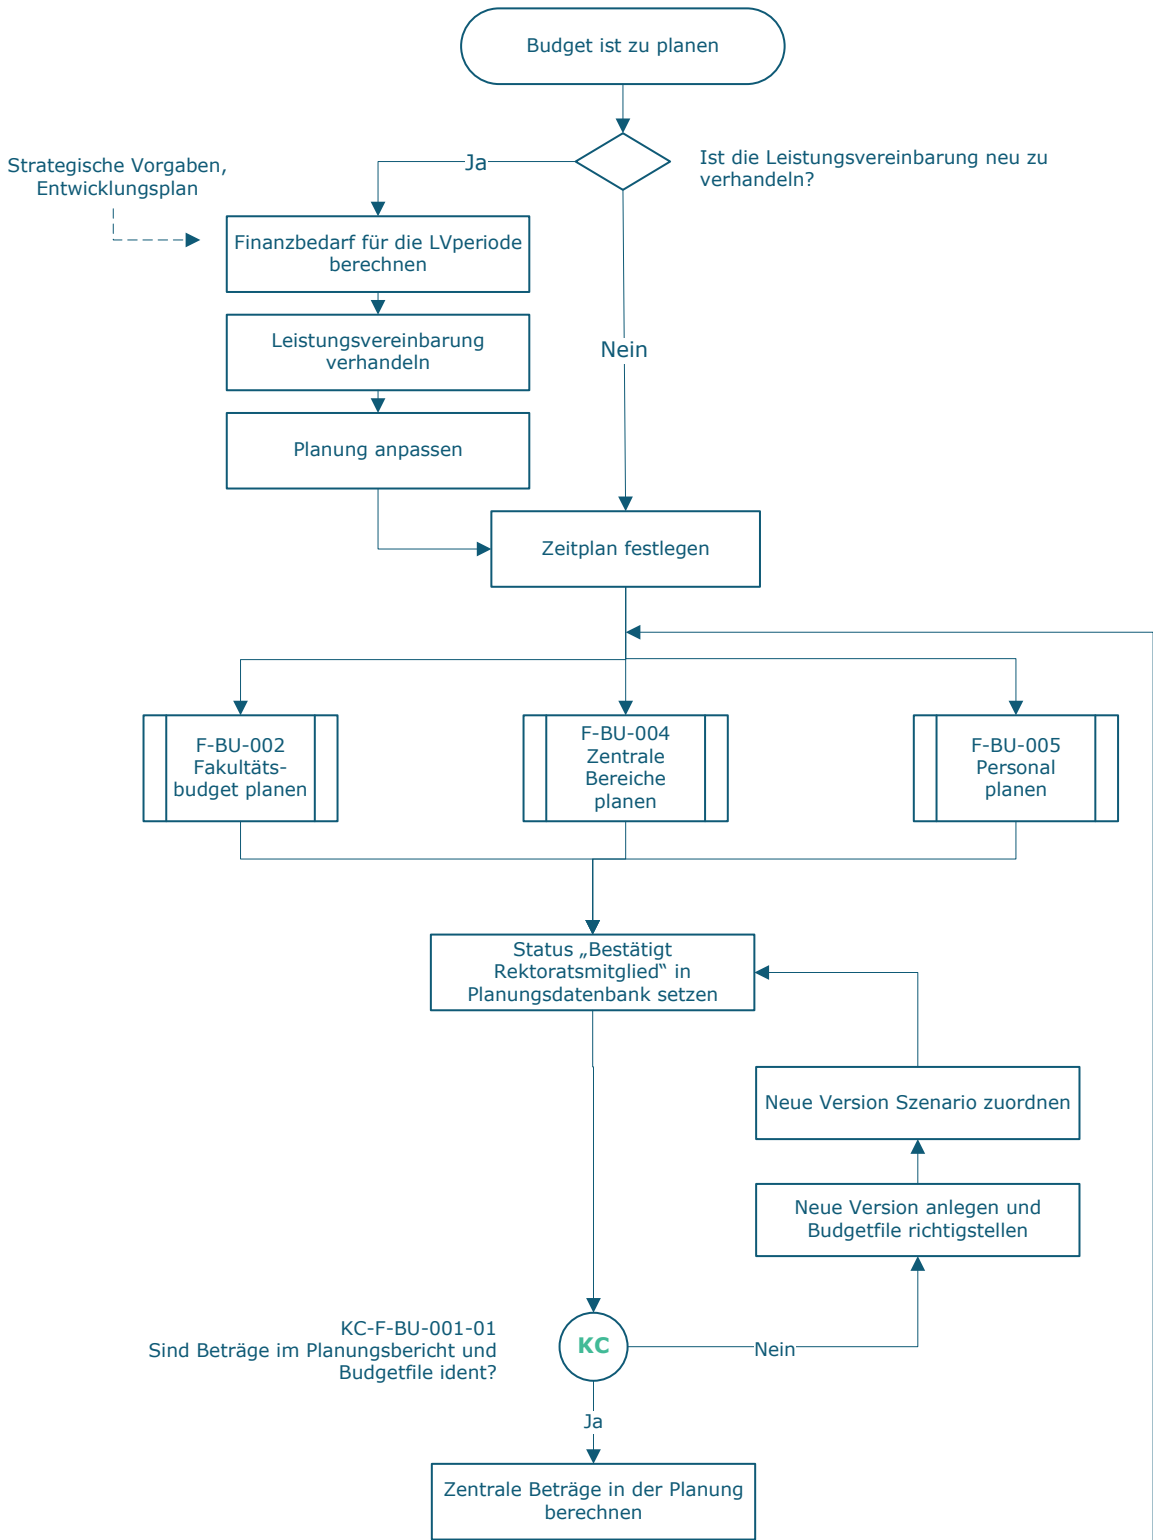 Budget ist zu planen
Ja
Ist die Leistungsvereinbarung neu zu
verhandeln?
Strategische Vorgaben,
Entwicklungsplan
Finanzbedarf für die LVperiode
berechnen
Leistungsvereinbarung
verhandeln
Nein
Planung anpassen
Zeitplan festlegen
F-BU-002
Fakultäts-
budget planen
F-BU-004
Zentrale
Bereiche
planen
F-BU-005
Personal
planen
Status „Bestätigt
Rektoratsmitglied“ in
Planungsdatenbank setzen
Neue Version Szenario zuordnen
Neue Version anlegen und
Budgetfile richtigstellen
KC-F-BU-001-01
Sind Beträge im Planungsbericht und
Budgetfile ident?
KC
Nein
Ja
Zentrale Beträge in der Planung
berechnen